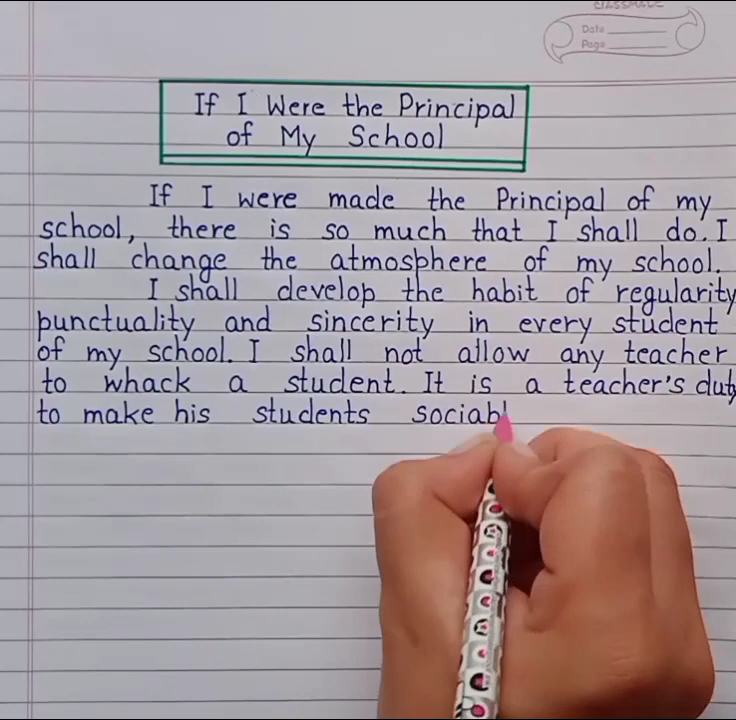 CLASSMATE
Date
Page
If I Were the Principal
of My School
If I were made the Principal of my
school, there is so much that I shall do. I
shall change the atmosphere of my school.
I shall develop the habit of regularity
punctuality and sincerity in every student
of my school. I shall not allow any teacher
to whack a student. It is a teacher's duty
to make his students sociabl